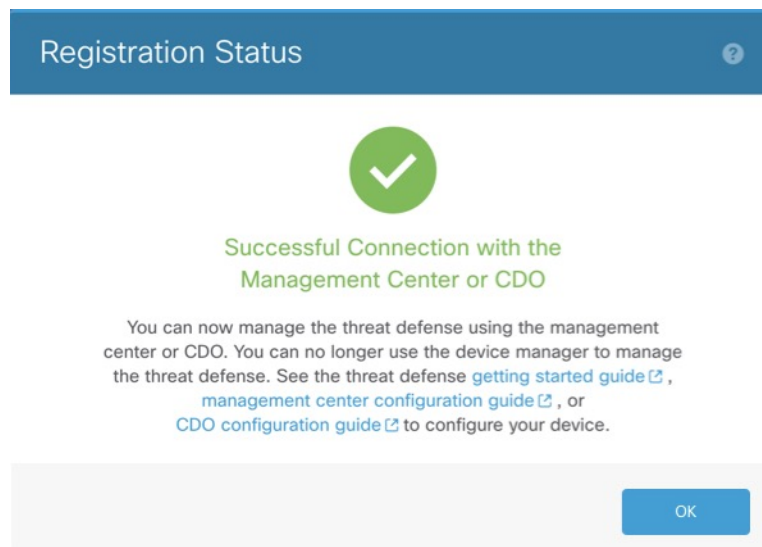 Registration Status
?
Successful Connection with the
Management Center or CDO
You can now manage the threat defense using the management
center or CDO. You can no longer use the device manager to manage
the threat defense. See the threat defense getting started guide ,
management center configuration guide , or
CDO configuration guide to configure your device.
OK